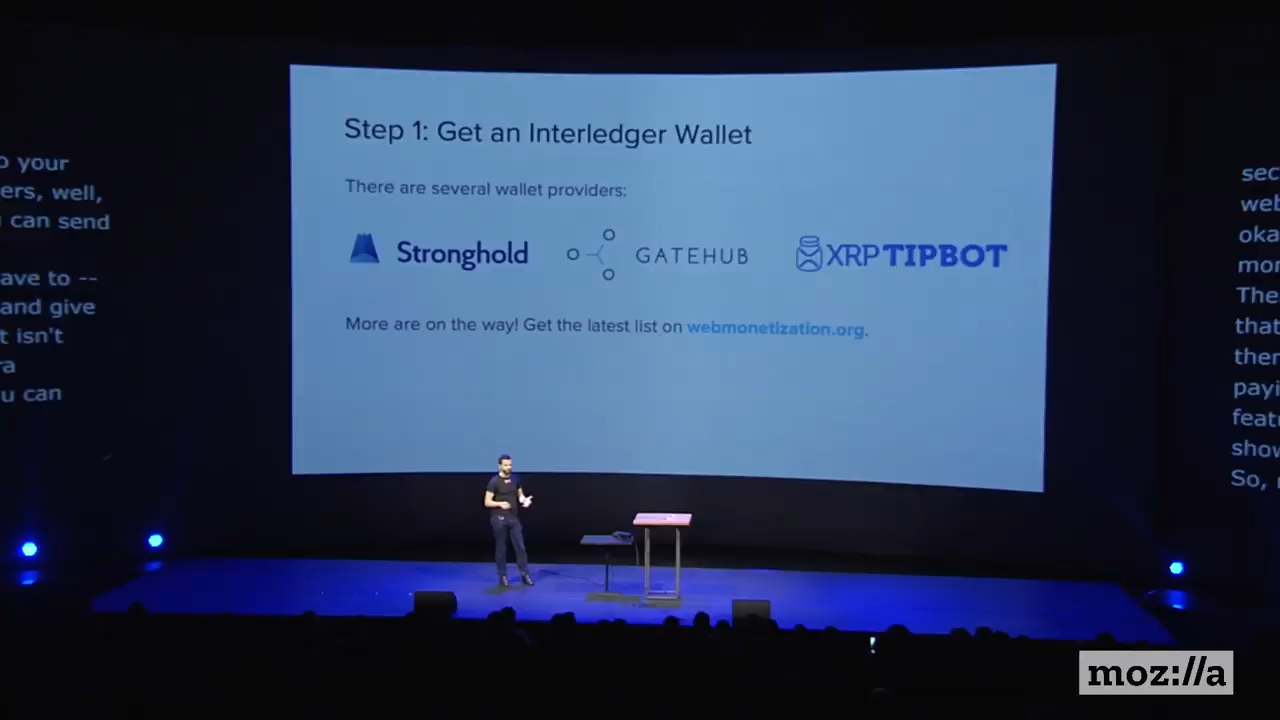 Step 1: Get an Interledger Wallet
There are several wallet providers:
Stronghold
GATEHUB
XRPTIPBOT
More are on the way! Get the latest list on webmonetization.org.
your
ers, well,
can send
ave to --
and give
t isn't
ra
u can
sec
web
oka
mor
The
that
ther
payi
feat
show
So,
moz://a